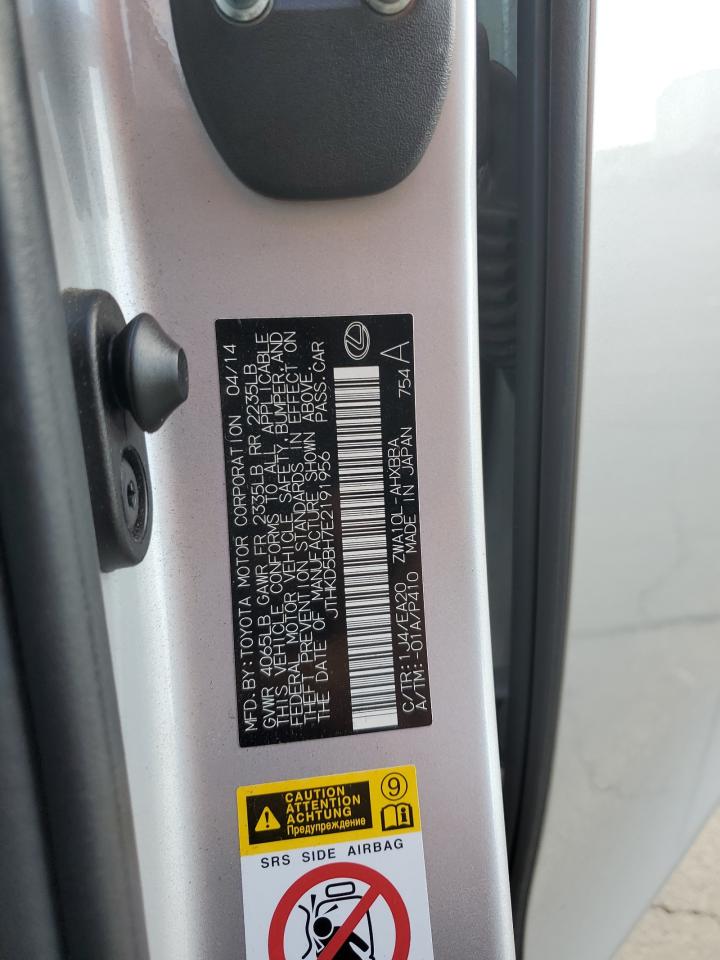 MFD.BY:TOYOTA MOTOR CORPORATION 04/14
GVWR 4065LB GAWR FR 2335LB RR 2235LB
THIS VEHICLE CONFORMS TO ALL APPLICABLE
FEDERAL MOTOR VEHICLE SAFETY, BUMPER, AND
THEFT PREVENTION STANDARDS IN EFFECT ON
THE DATE OF MANUFACTURE SHOWN ABOVE.
JTHKD5BH7E2191956 PASS.CAR
C/TR:1J4/EA20 ZWA10L-AHXBBA
A/TM:-01A/P410 MADE IN JAPAN 754 A
CAUTION
ATTENTION
ACHTUNG
Предупреждение
9
SRS SIDE AIRBAG